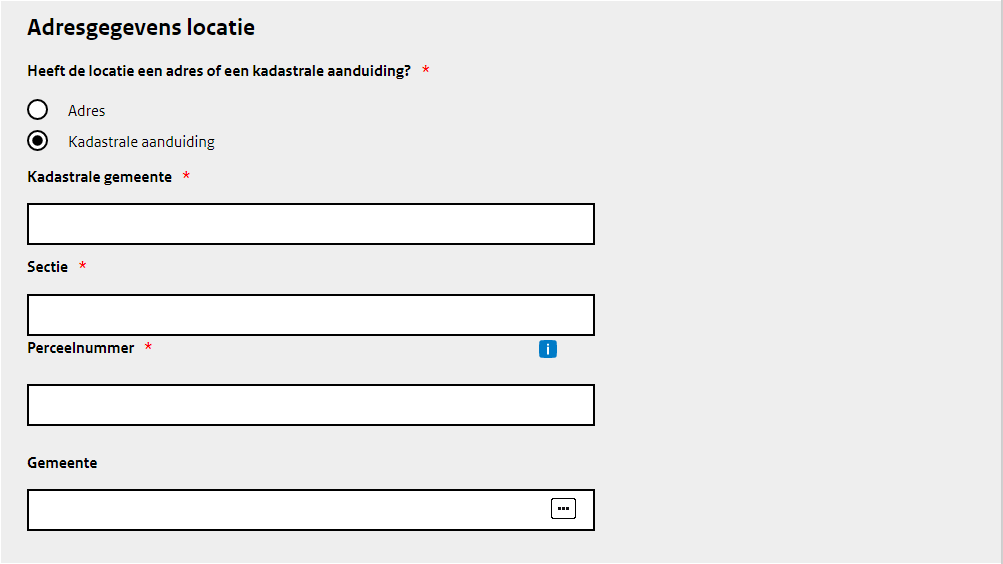 Adresgegevens locatie
Heeft de locatie een adres of een kadastrale aanduiding? *
Adres
Kadastrale aanduiding
Kadastrale gemeente *
Sectie *
Perceelnummer * i
Gemeente
...